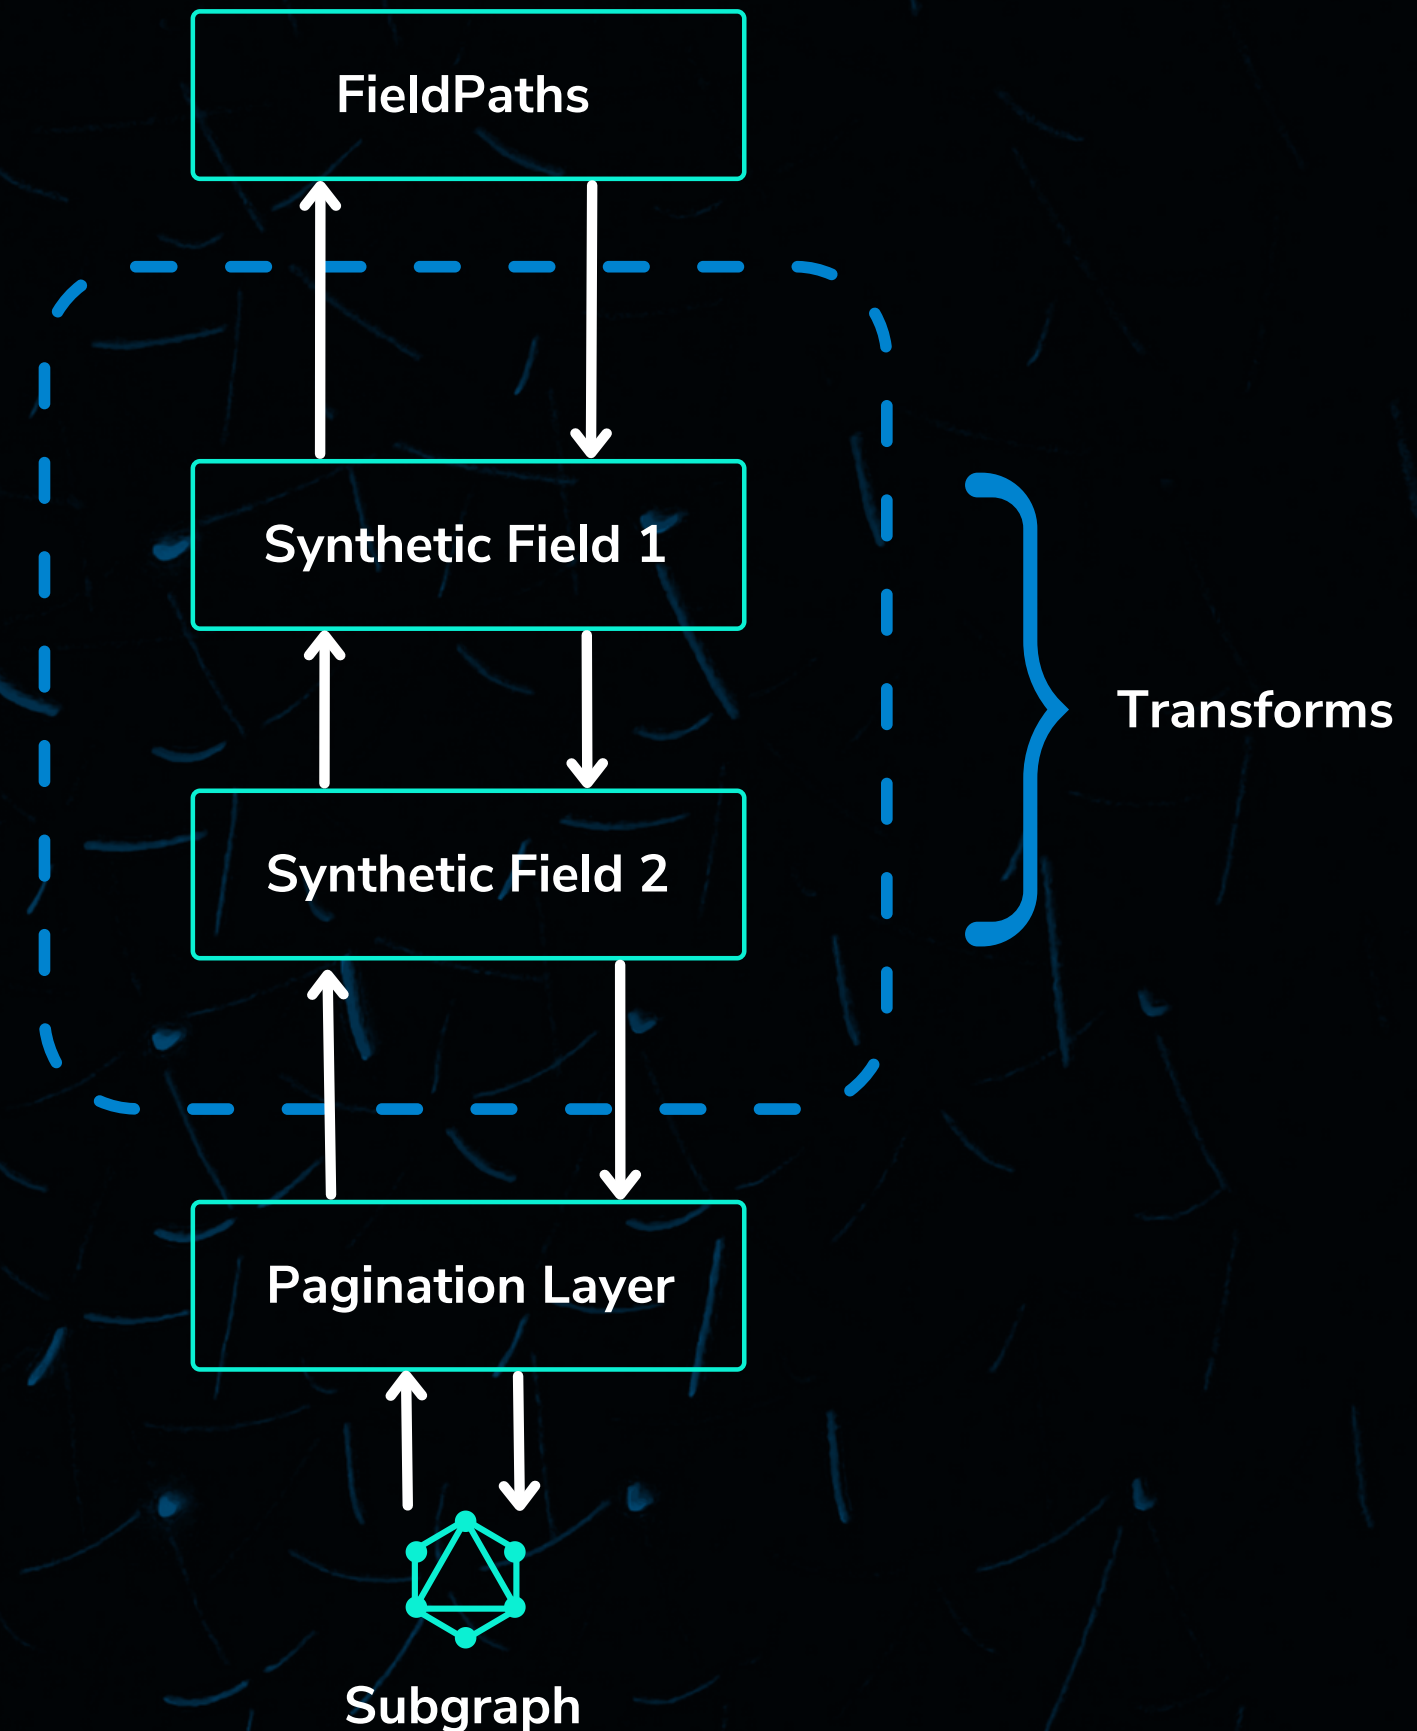 FieldPaths
Synthetic Field 1
Transforms
Synthetic Field 2
Pagination Layer
Subgraph